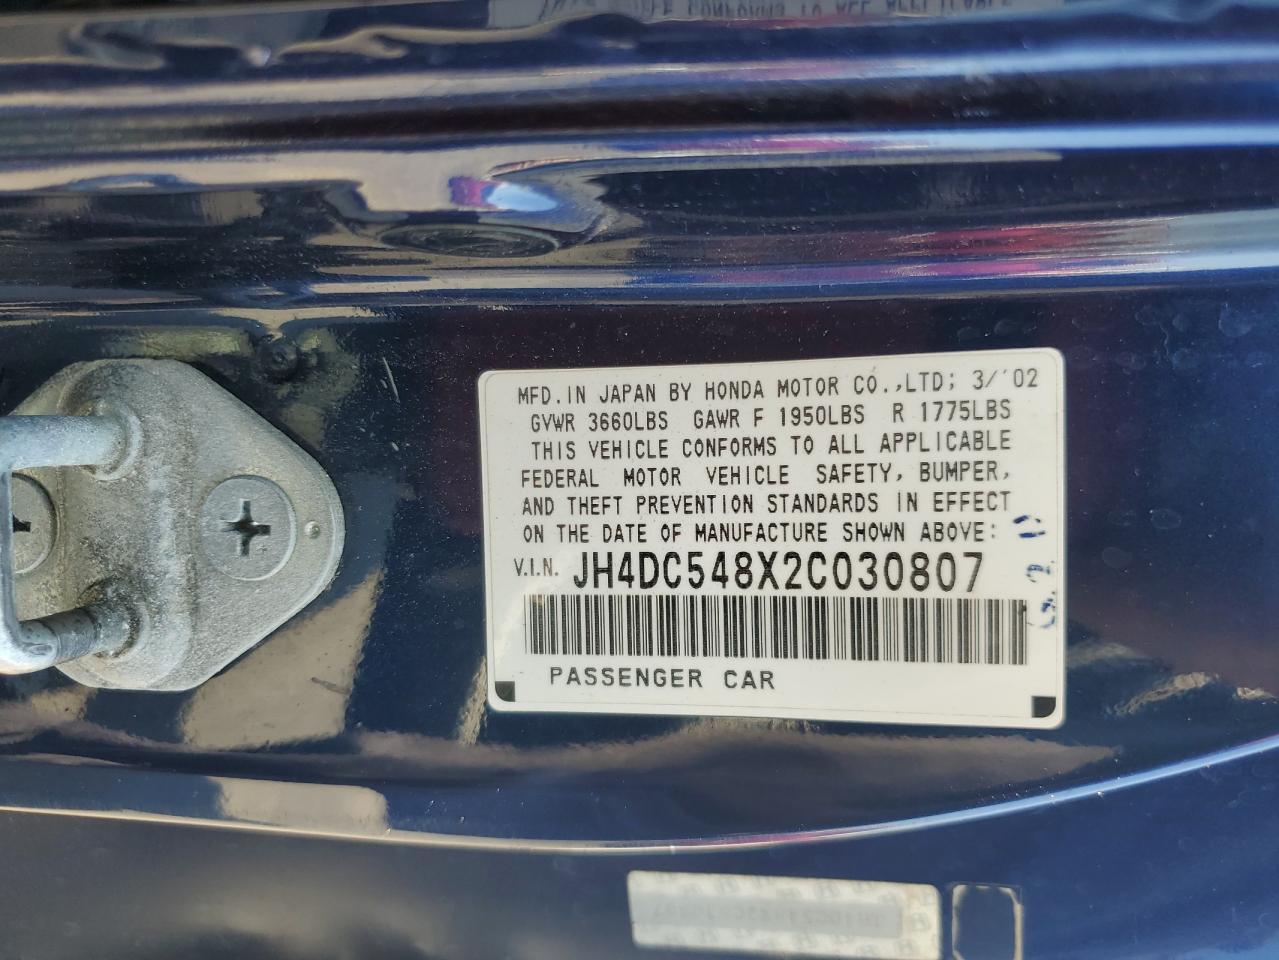 MFD. IN JAPAN BY HONDA MOTOR CO.,LTD; 3/'02
GVWR 3660LBS GAWR F 1950LBS R 1775LBS
THIS VEHICLE CONFORMS TO ALL APPLICABLE
FEDERAL MOTOR VEHICLE SAFETY, BUMPER,
AND THEFT PREVENTION STANDARDS IN EFFECT
ON THE DATE OF MANUFACTURE SHOWN ABOVE:
V.I.N. JH4DC548X2C030807
PASSENGER CAR